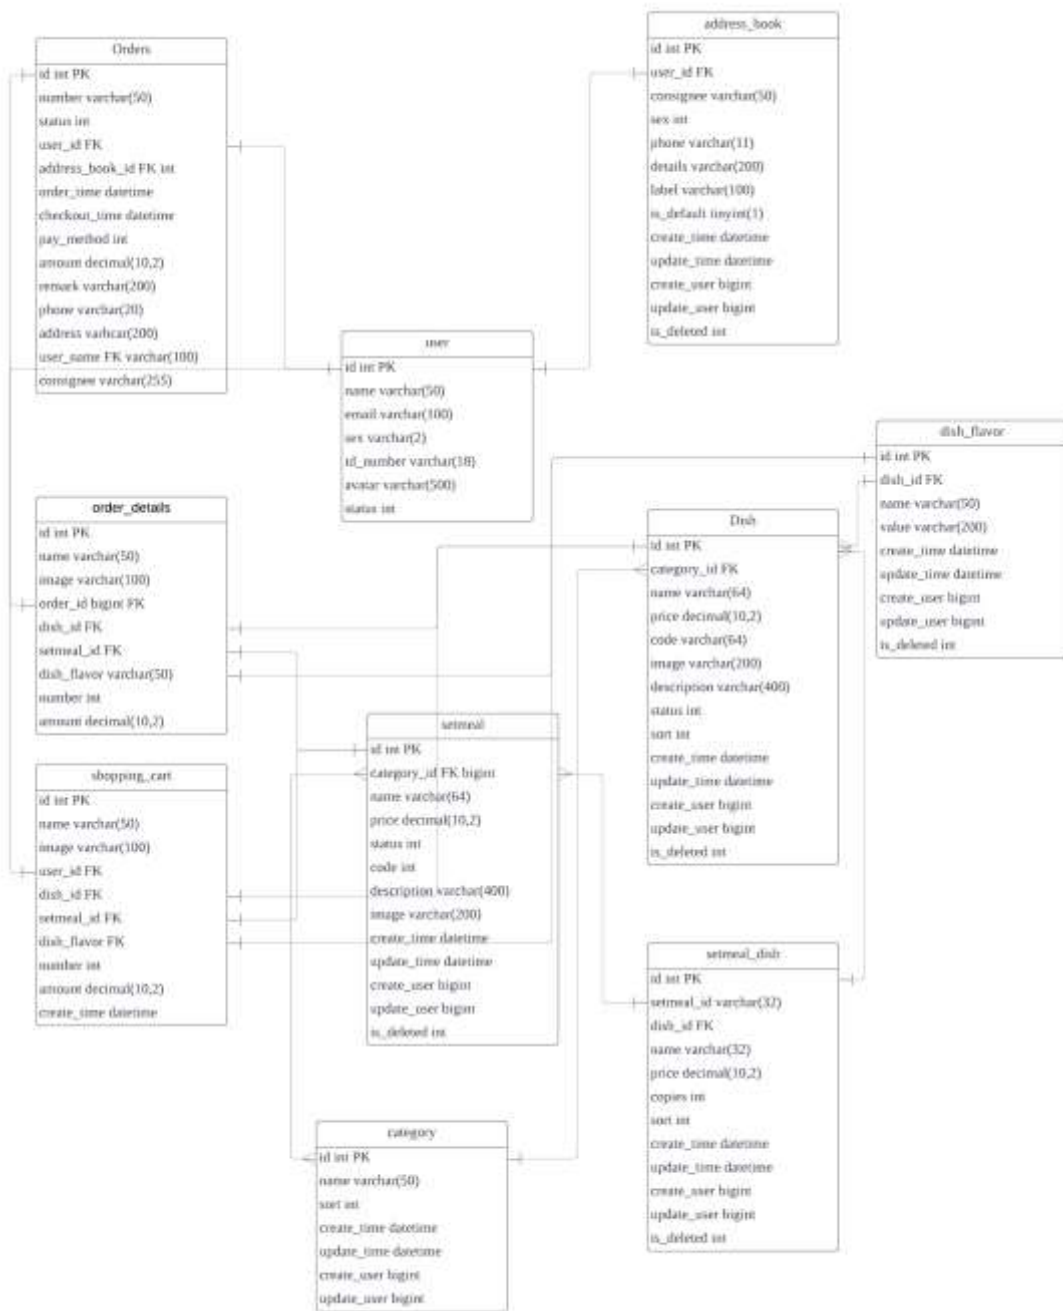 Orders
id int PK
number varchar(50)
status int
user_id FK
address_book_id FK int
order_time datetime
checkout_time datetime
pay_method int
amount decimal(10,2)
remark varchar(200)
phone varchar(20)
address varhcar(200)
user_name FK varchar(100)
consignee varchar(255)
address_book
id int PK
user_id FK
consignee varchar(50)
sex int
phone varchar(11)
details varchar(200)
label varchar(100)
is_default tinyint(1)
create_time datetime
update_time datetime
create_user bigint
update_user bigint
is_deleted int
user
id int PK
name varchar(50)
email varchar(100)
sex varchar(2)
id_number varchar(18)
avatar varchar(500)
status int
dish_flavor
id int PK
dish_id FK
name varchar(50)
value varchar(200)
create_time datetime
update_time datetime
create_user bigint
update_user bigint
is_deleted int
order_details
id int PK
name varchar(50)
image varchar(100)
order_id bigint FK
dish_id FK
setmeal_id FK
dish_flavor varchar(50)
number int
amount decimal(10,2)
Dish
id int PK
category_id FK
name varchar(64)
price decimal(10,2)
code varchar(64)
image varchar(200)
description varchar(400)
status int
sort int
create_time datetime
update_time datetime
create_user bigint
update_user bigint
is_deleted int
setmeal
id int PK
category_id FK bigint
name varchar(64)
price decimal(10,2)
status int
code int
description varchar(400)
image varchar(200)
create_time datetime
update_time datetime
create_user bigint
update_user bigint
is_deleted int
shopping_cart
id int PK
name varchar(50)
image varchar(100)
user_id FK
dish_id FK
setmeal_id FK
dish_flavor FK
number int
amount decimal(10,2)
create_time datetime
setmeal_dish
id int PK
setmeal_id varchar(32)
dish_id FK
name varchar(32)
price decimal(10,2)
copies int
sort int
create_time datetime
update_time datetime
create_user bigint
update_user bigint
is_deleted int
category
id int PK
name varchar(50)
sort int
create_time datetime
update_time datetime
create_user bigint
update_user bigint